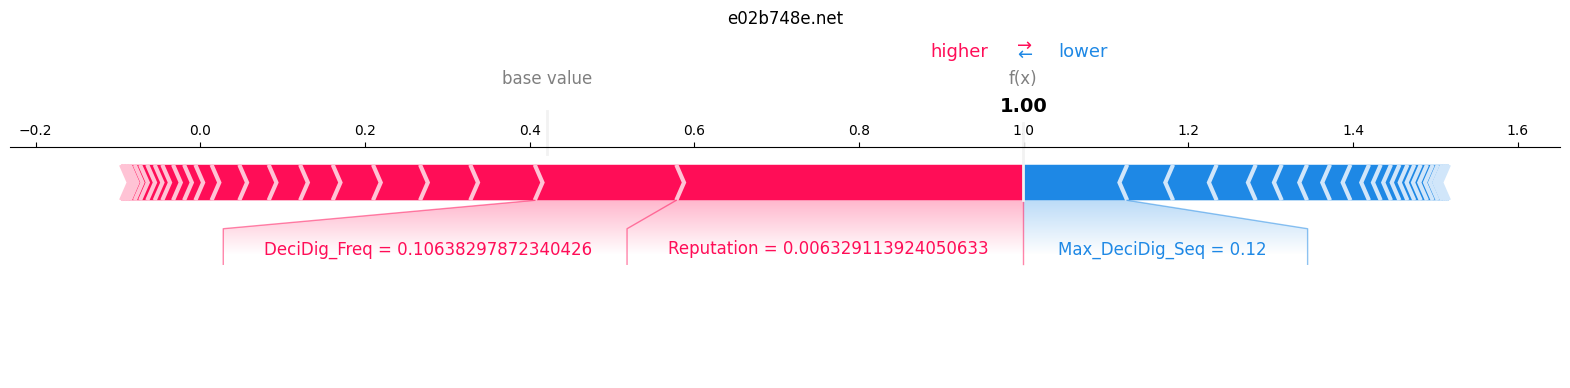 e02b748e.net
higher → ← lower
base value f(x)
1.00
−0.2 0.0 0.2 0.4 0.6 0.8 1.0 1.2 1.4 1.6
DeciDig_Freq = 0.10638297872340426 Reputation = 0.006329113924050633 Max_DeciDig_Seq = 0.12